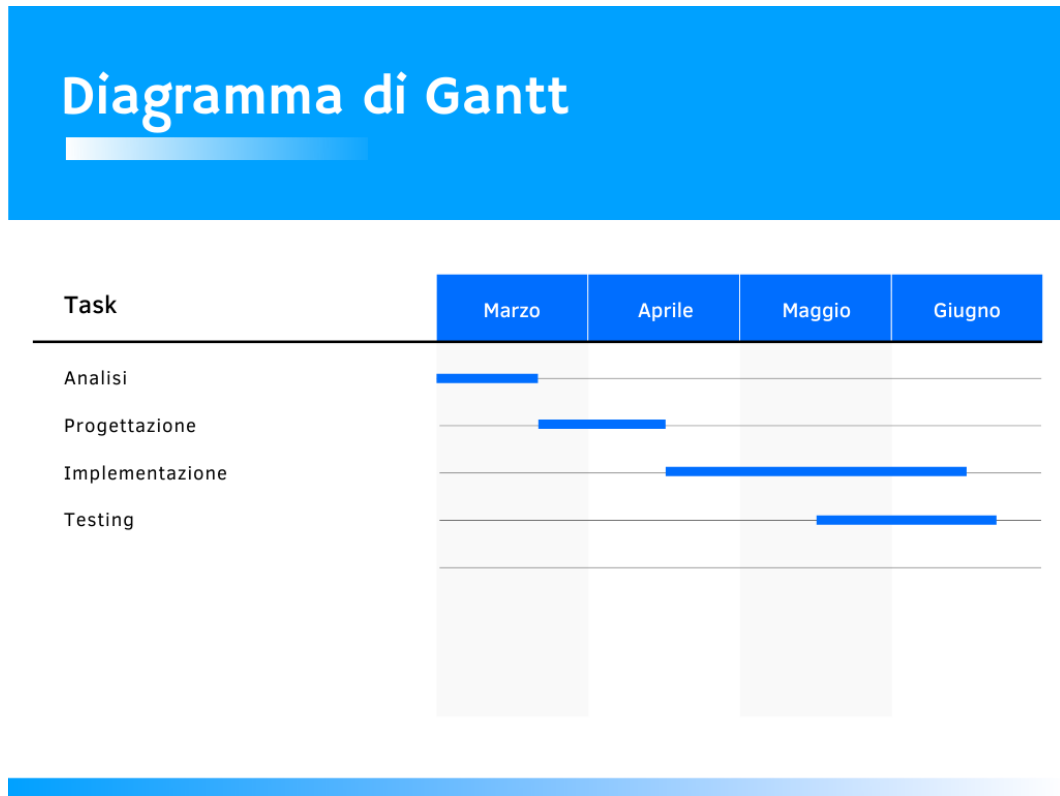 Diagramma di Gantt
Task
Marzo Aprile Maggio Giugno
Analisi
Progettazione
Implementazione
Testing